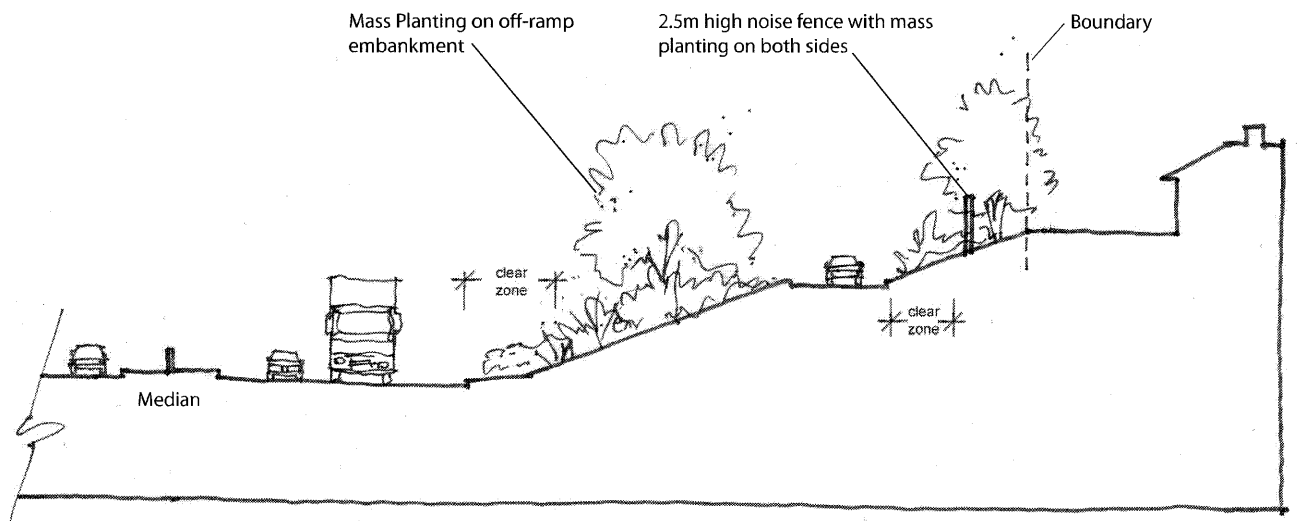 Mass Planting on off-ramp
embankment
2.5m high noise fence with mass
planting on both sides
Boundary
clear
zone
clear
zone
Median